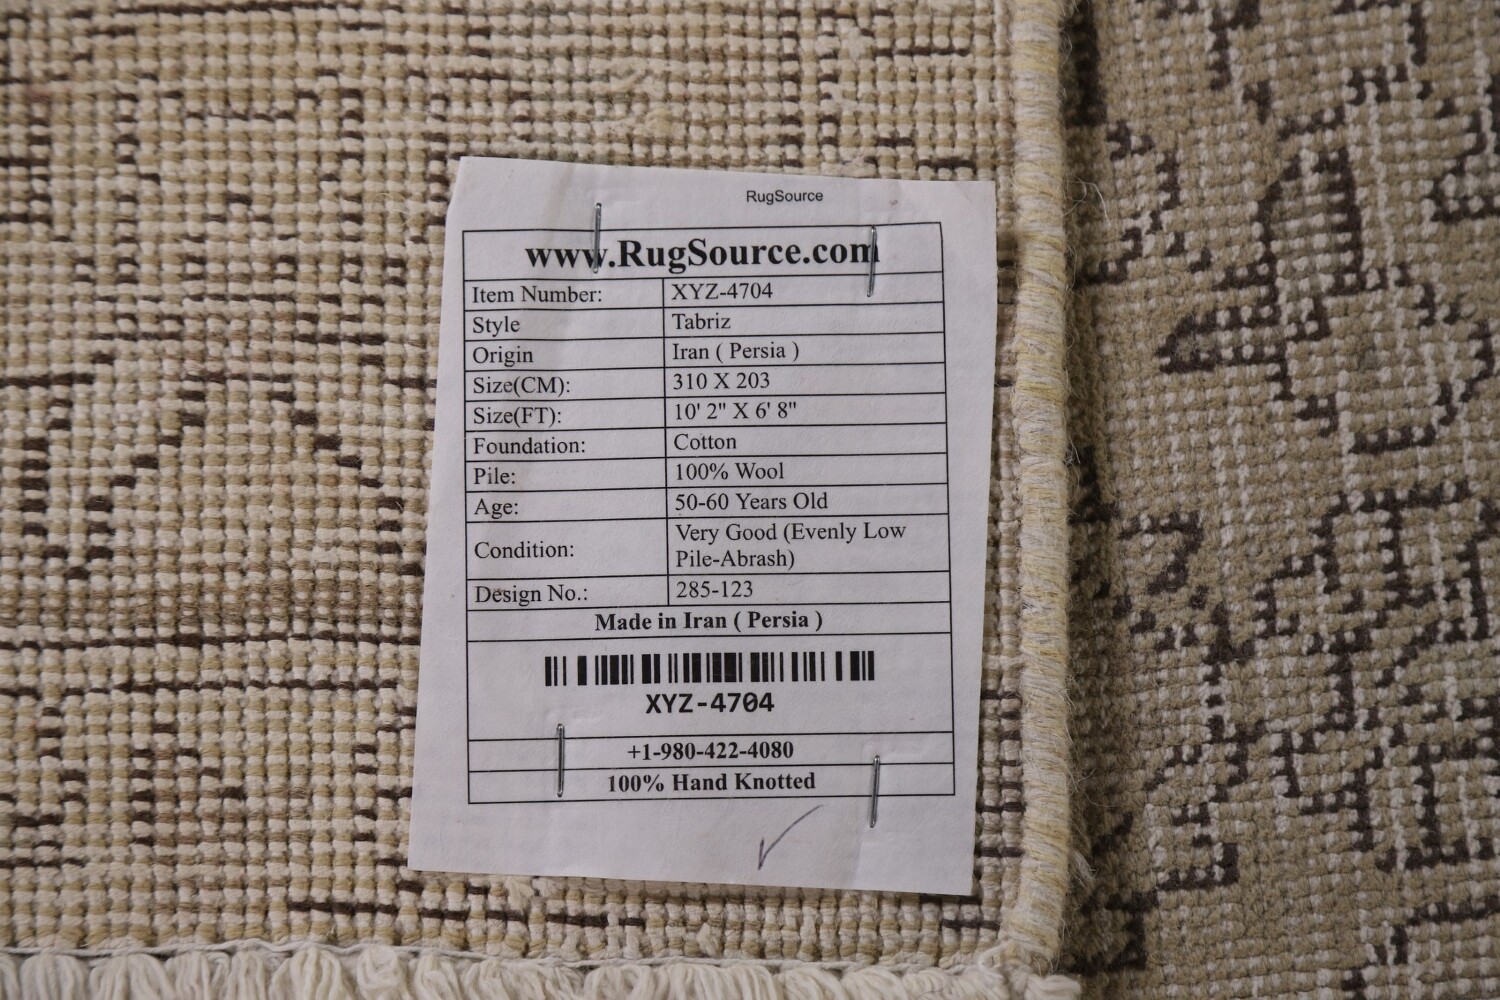 RugSource
www.RugSource.com
Item Number: XYZ-4704
Style Tabriz
Origin Iran ( Persia )
Size(CM): 310 X 203
Size(FT): 10' 2" X 6' 8"
Foundation: Cotton
Pile: 100% Wool
Age: 50-60 Years Old
Condition: Very Good (Evenly Low
Pile-Abrash)
Design No.: 285-123
Made in Iran ( Persia )
XYZ-4704
+1-980-422-4080
100% Hand Knotted